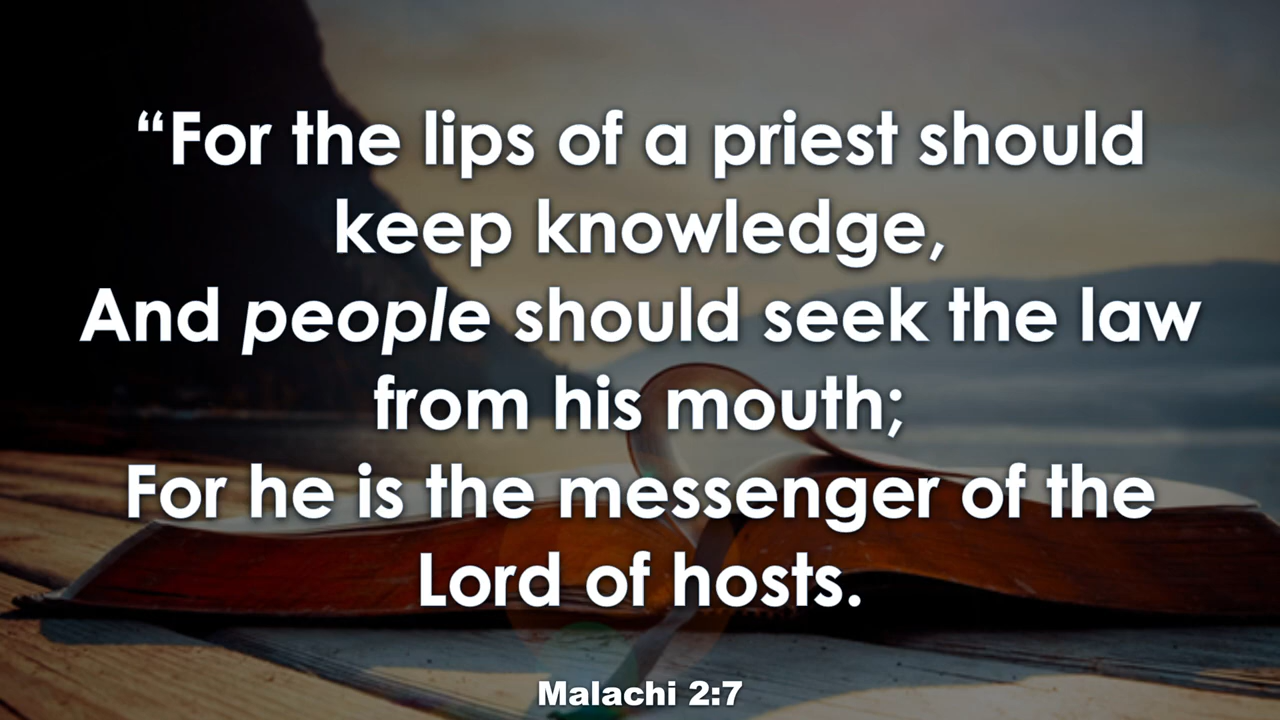 “For the lips of a priest should
keep knowledge,
And people should seek the law
from his mouth;
For he is the messenger of the
Lord of hosts.
Malachi 2:7